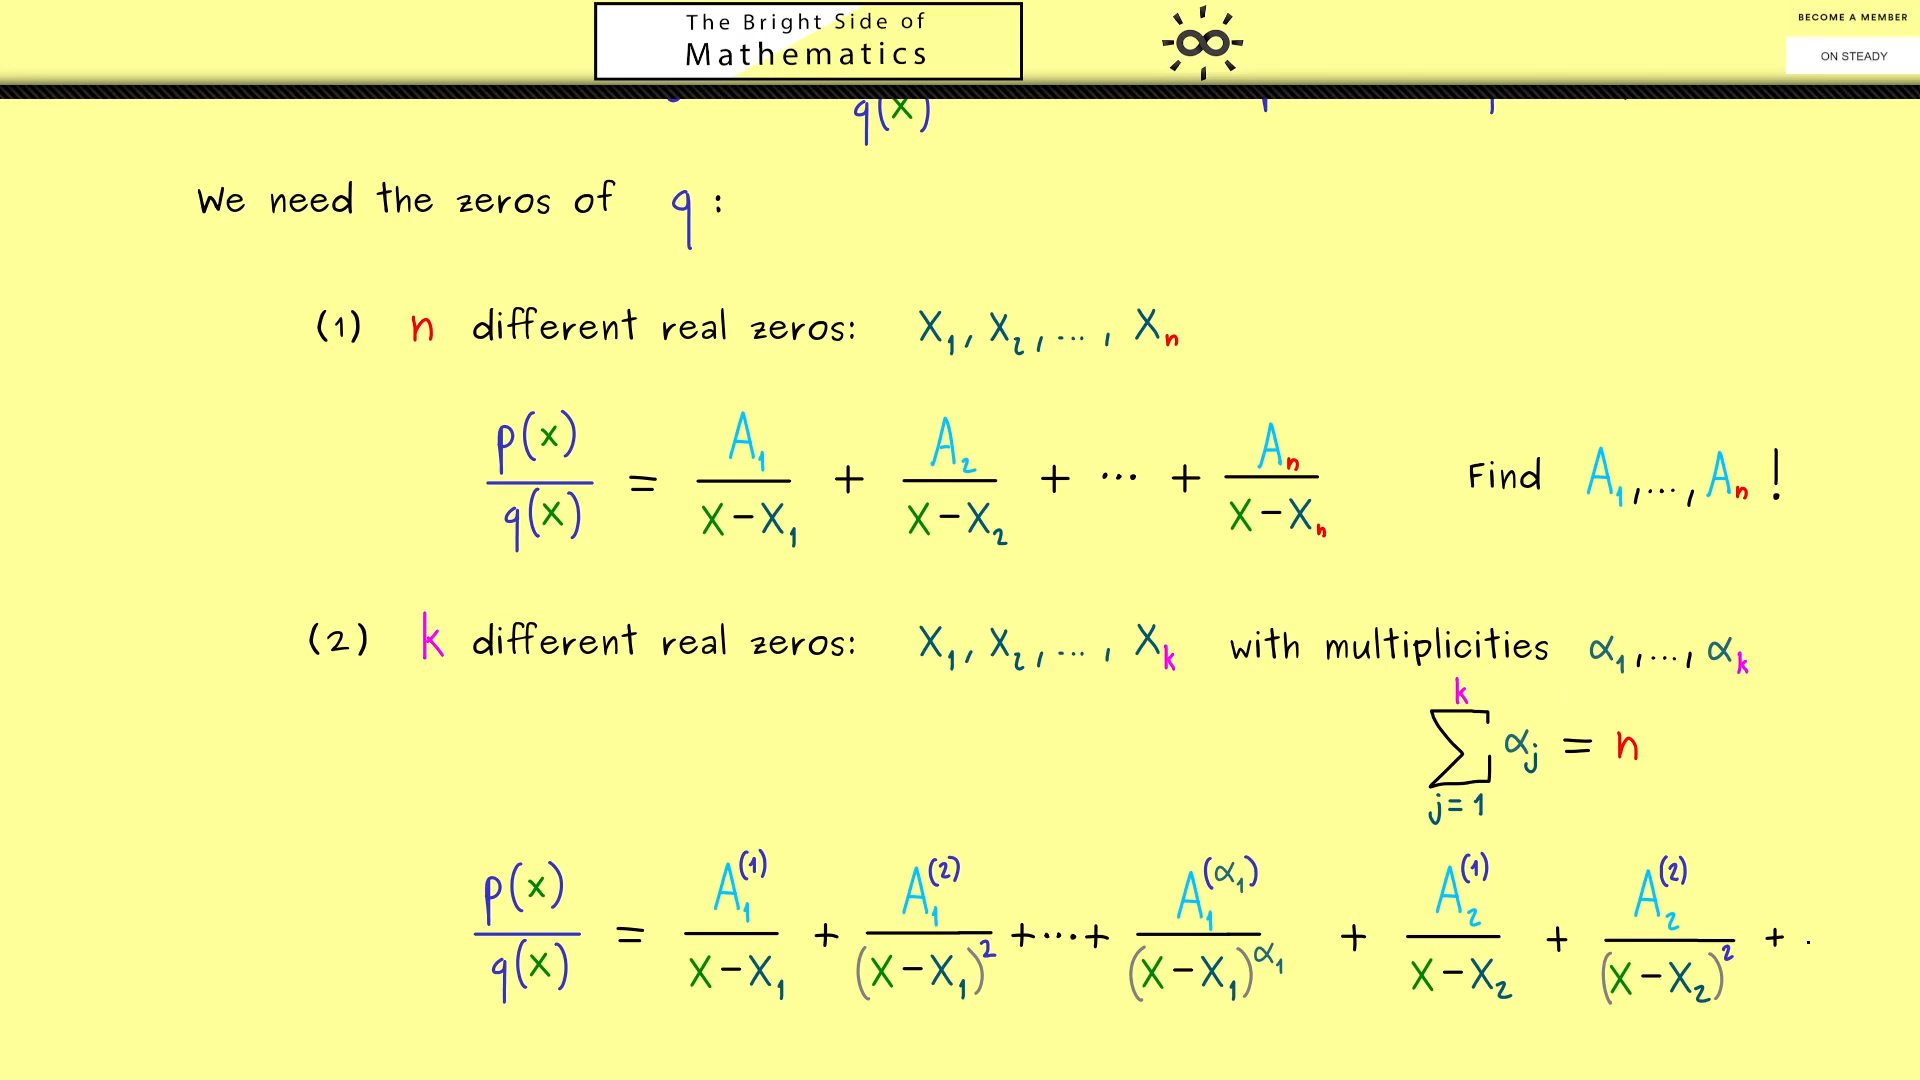 The Bright Side of
Mathematics
BECOME A MEMBER
ON STEADY
q(x)
We need the zeros of q :
(1) n different real zeros: x₁, x₂, ..., xₙ
p(x)/q(x) = A₁/(x-x₁) + A₂/(x-x₂) + ... + Aₙ/(x-xₙ) Find A₁, ..., Aₙ !
(2) k different real zeros: x₁, x₂, ..., xₖ with multiplicities α₁, ..., αₖ
∑_{j=1}^{k} αⱼ = n
p(x)/q(x) = A₁^(1)/(x-x₁) + A₁^(2)/(x-x₁)² + ... + A₁^(α₁)/(x-x₁)^α₁ + A₂^(1)/(x-x₂) + A₂^(2)/(x-x₂)² + .